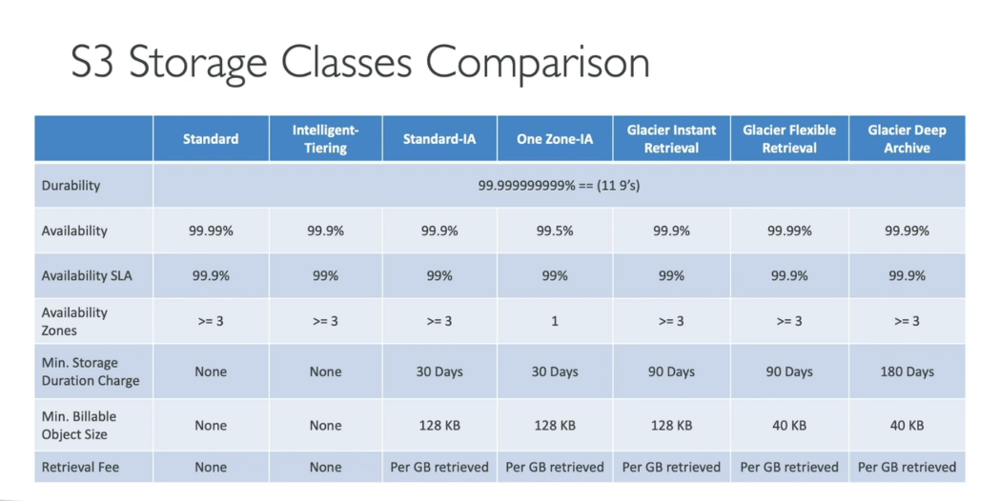 S3 Storage Classes Comparison
Standard Intelligent-Tiering Standard-IA One Zone-IA Glacier Instant Retrieval Glacier Flexible Retrieval Glacier Deep Archive
Durability 99.999999999% == (11 9’s)
Availability 99.99% 99.9% 99.9% 99.5% 99.9% 99.99% 99.99%
Availability SLA 99.9% 99% 99% 99% 99% 99.9% 99.9%
Availability Zones >= 3 >= 3 >= 3 1 >= 3 >= 3 >= 3
Min. Storage Duration Charge None None 30 Days 30 Days 90 Days 90 Days 180 Days
Min. Billable Object Size None None 128 KB 128 KB 128 KB 40 KB 40 KB
Retrieval Fee None None Per GB retrieved Per GB retrieved Per GB retrieved Per GB retrieved Per GB retrieved